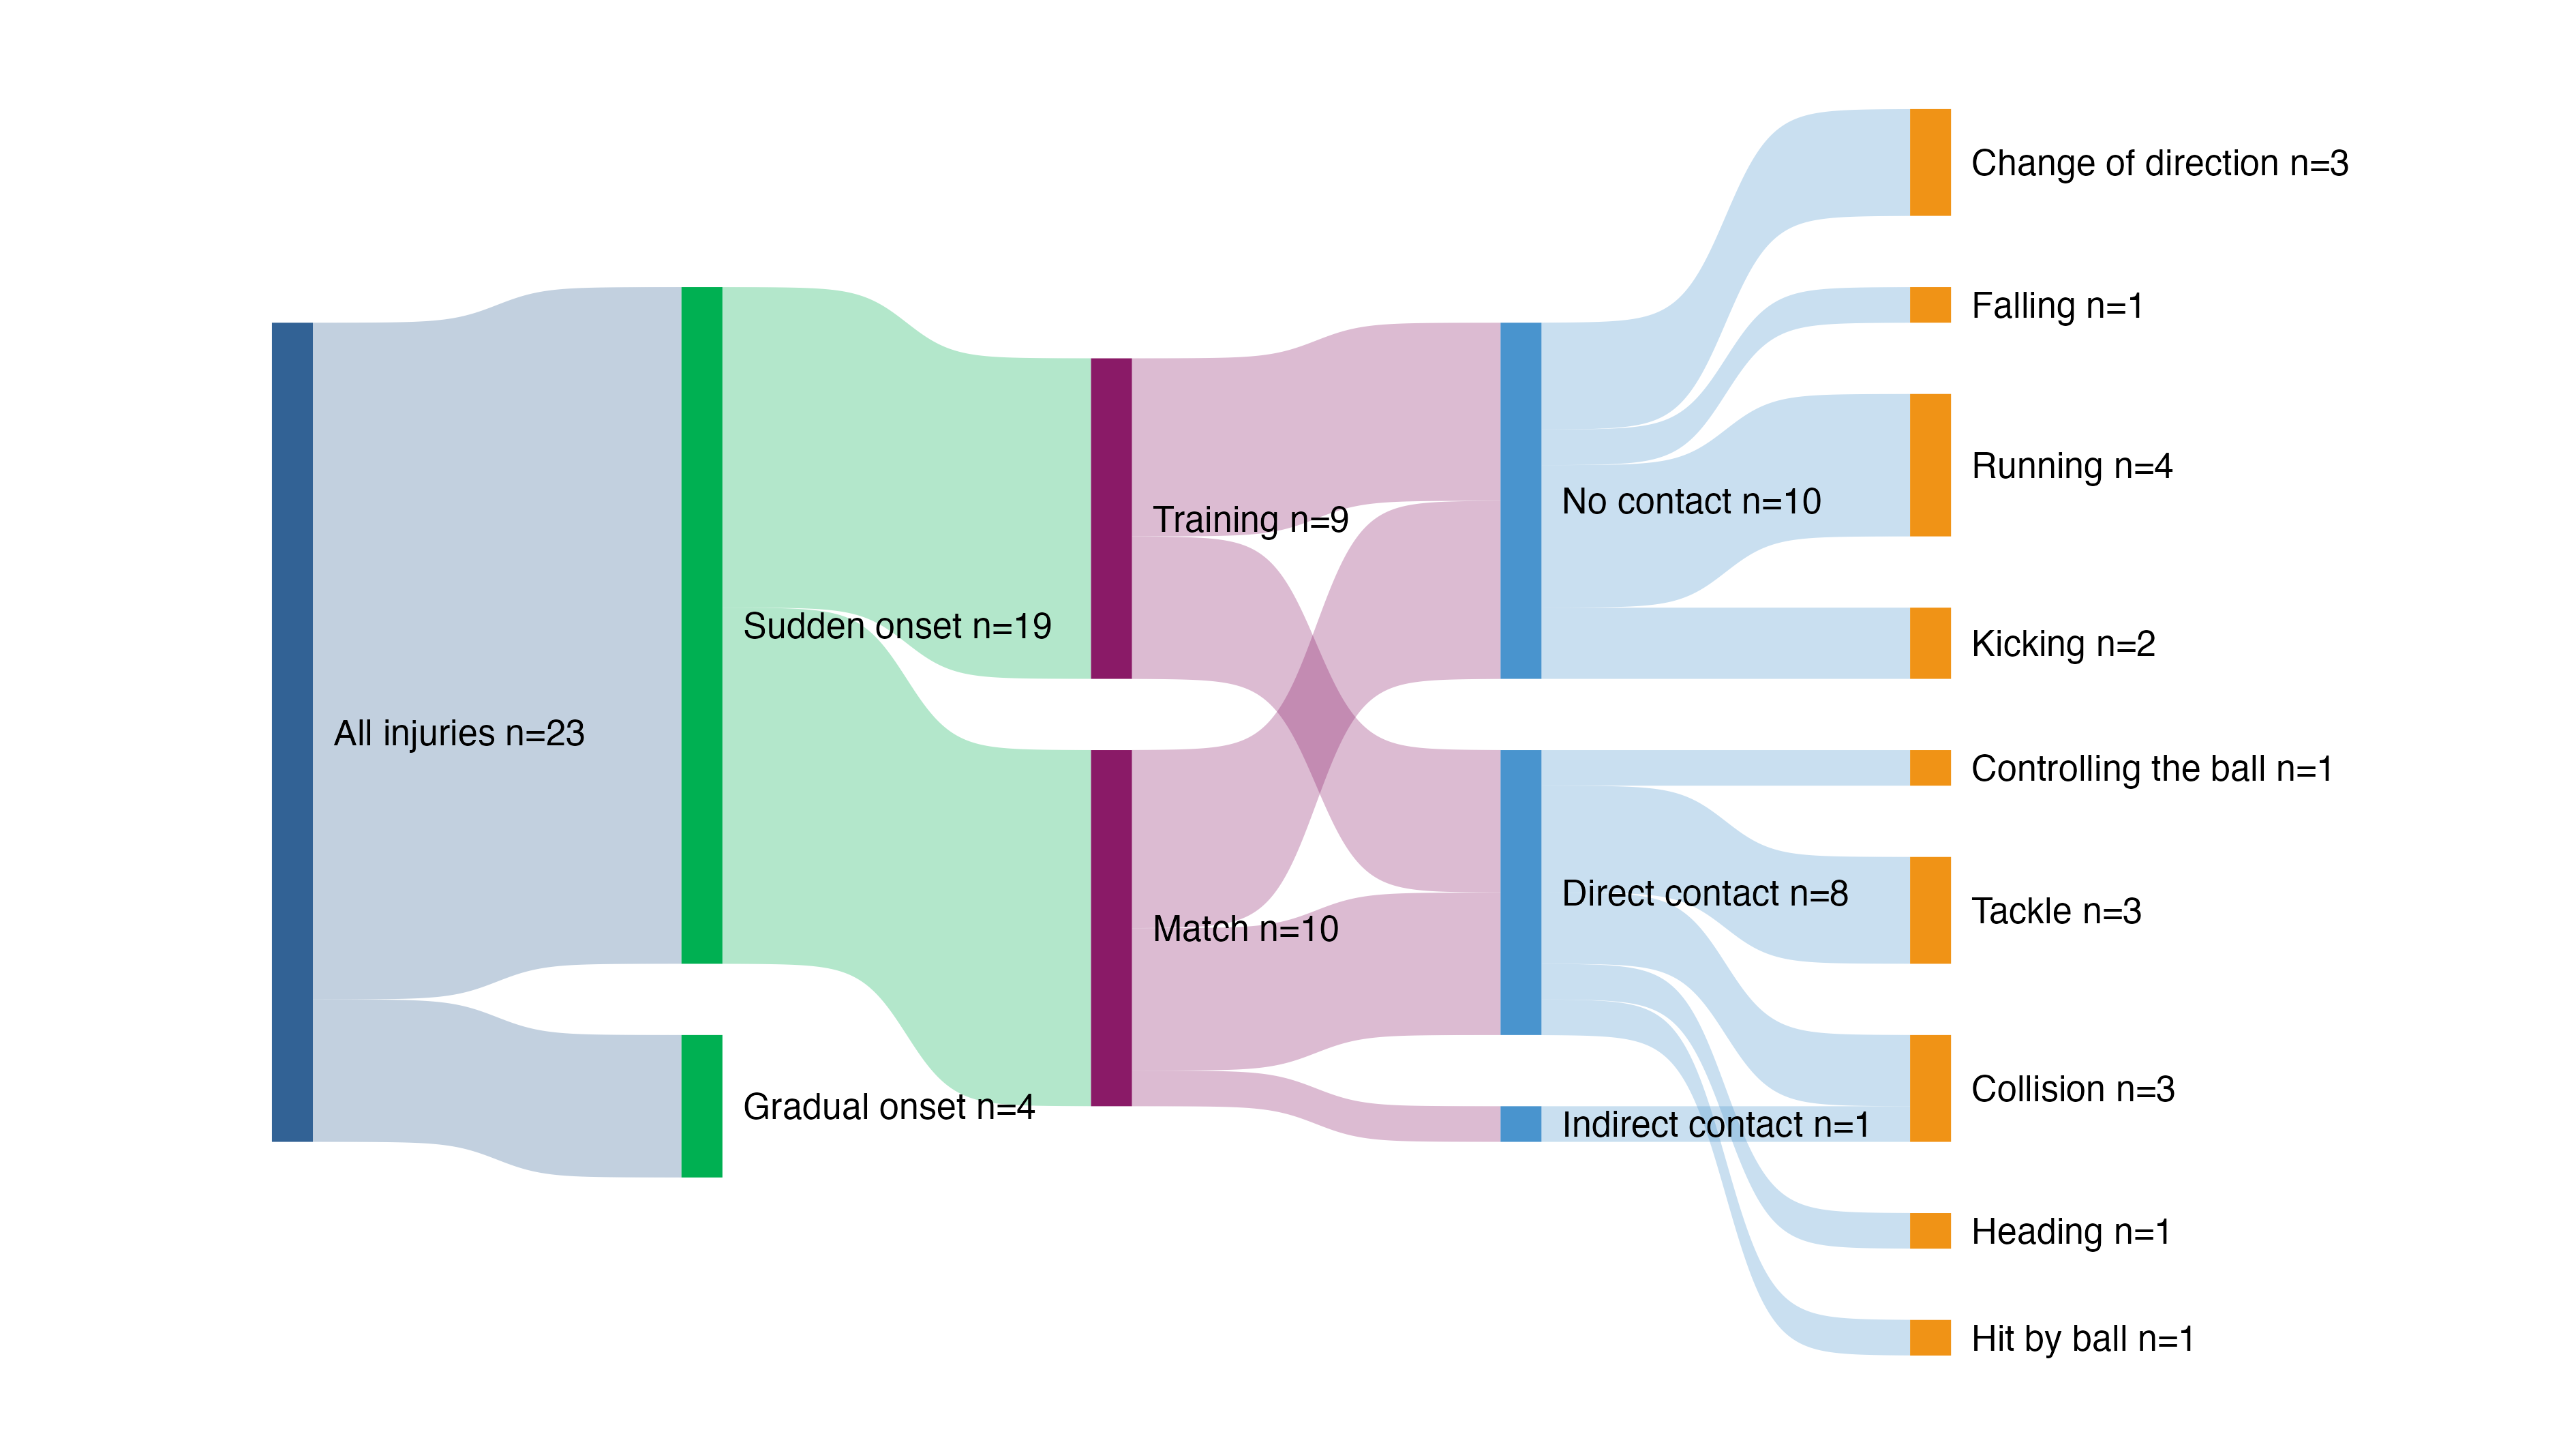 All injuries n=23
Sudden onset n=19
Gradual onset n=4
Training n=9
Match n=10
No contact n=10
Direct contact n=8
Indirect contact n=1
Change of direction n=3
Falling n=1
Running n=4
Kicking n=2
Controlling the ball n=1
Tackle n=3
Collision n=3
Heading n=1
Hit by ball n=1